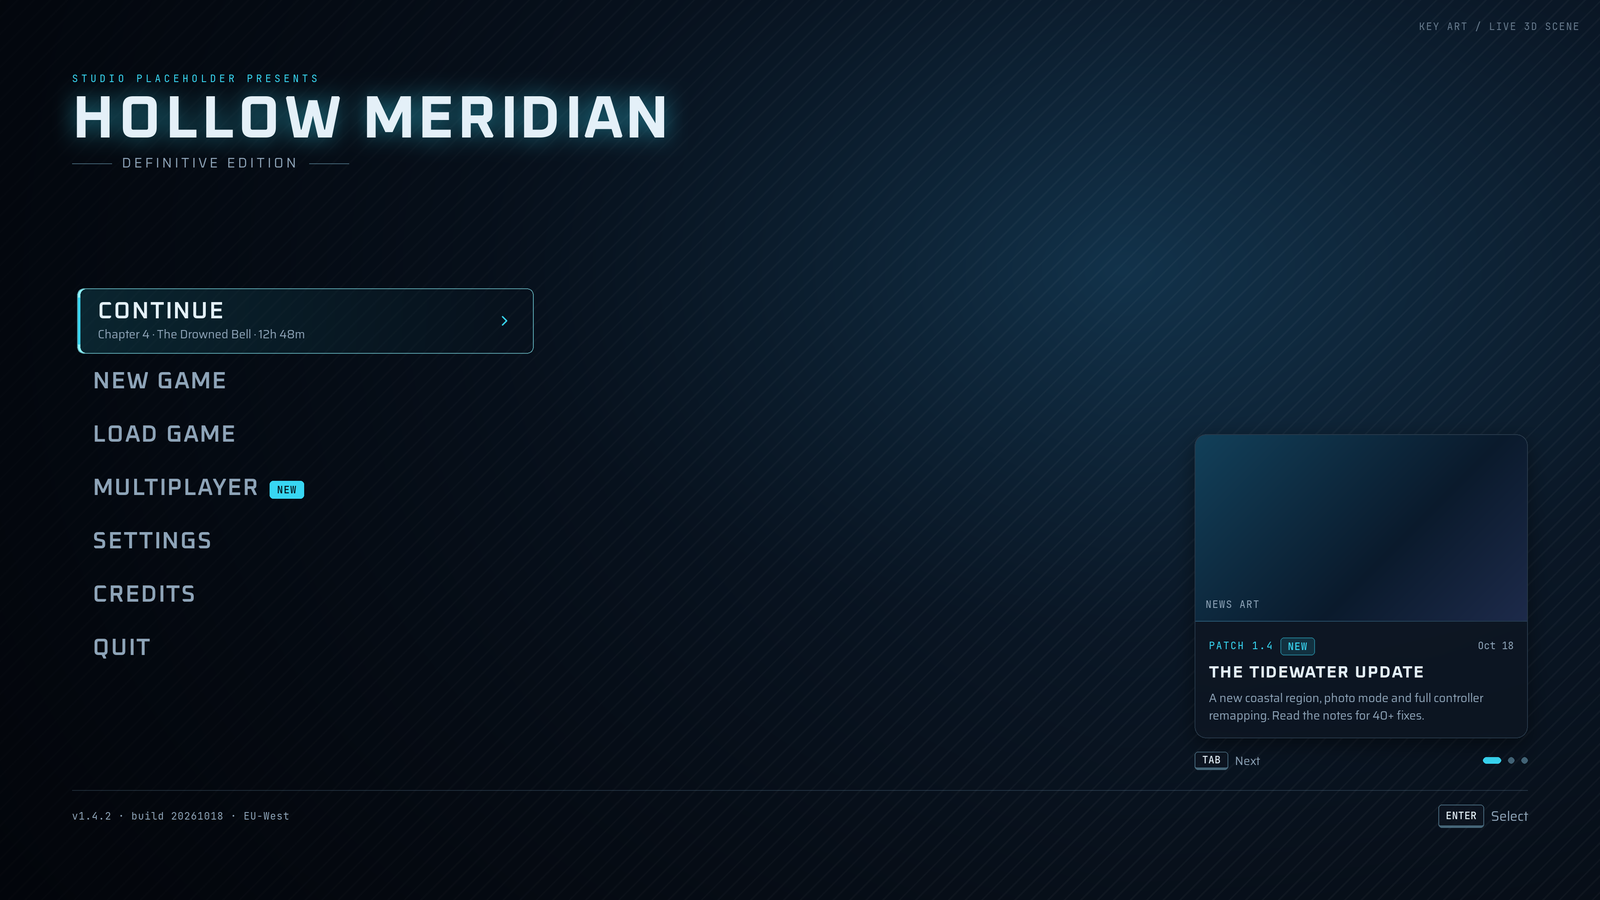 KEY ART / LIVE 3D SCENE
STUDIO PLACEHOLDER PRESENTS
HOLLOW MERIDIAN
DEFINITIVE EDITION
CONTINUE
Chapter 4 · The Drowned Bell · 12h 48m
NEW GAME
LOAD GAME
MULTIPLAYER NEW
SETTINGS
CREDITS
QUIT
NEWS ART
PATCH 1.4 NEW Oct 18
THE TIDEWATER UPDATE
A new coastal region, photo mode and full controller
remapping. Read the notes for 40+ fixes.
TAB Next
v1.4.2 · build 20261018 · EU-West
ENTER Select